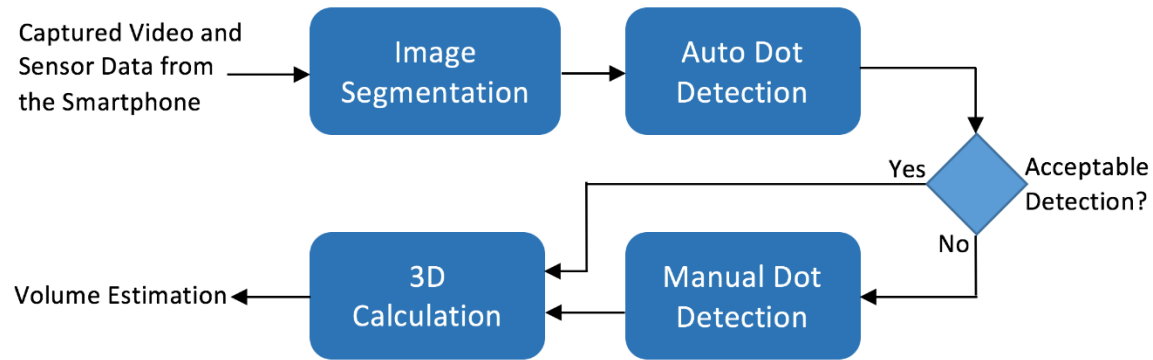 Captured Video and
Sensor Data from
the Smartphone
Image
Segmentation
Auto Dot
Detection
Yes
Acceptable
Detection?
No
Manual Dot
Detection
3D
Calculation
Volume Estimation